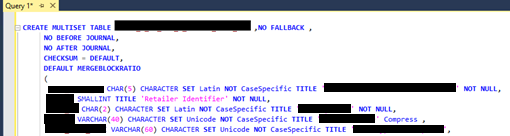 Query 1*
CREATE MULTISET TABLE ,NO FALLBACK ,
NO BEFORE JOURNAL,
NO AFTER JOURNAL,
CHECKSUM = DEFAULT,
DEFAULT MERGEBLOCKRATIO
(
CHAR(5) CHARACTER SET Latin NOT CaseSpecific TITLE ' ' NOT NULL,
SMALLINT TITLE 'Retailer Identifier' NOT NULL,
CHAR(2) CHARACTER SET Latin NOT CaseSpecific TITLE ' ' NOT NULL,
VARCHAR(40) CHARACTER SET Unicode NOT CaseSpecific TITLE ' ' Compress ,
VARCHAR(60) CHARACTER SET Unicode NOT CaseSpecific TITLE ' ',